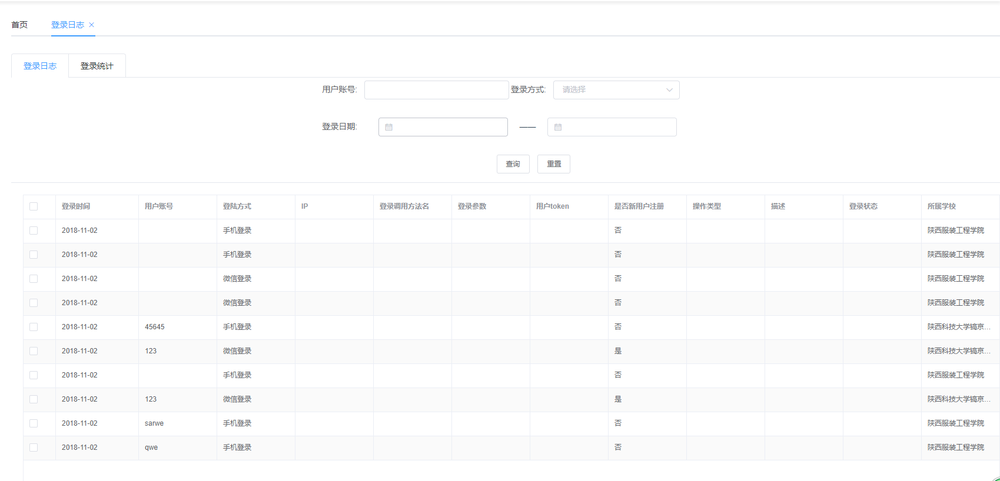 首页 登录日志 ×
登录日志 登录统计
用户账号: 登录方式: 请选择
登录日期: ——
查询 重置
登录时间 用户账号 登陆方式 IP 登录调用方法名 登录参数 用户token 是否新用户注册 操作类型 描述 登录状态 所属学校
2018-11-02 手机登录 否 陕西服装工程学院
2018-11-02 手机登录 否 陕西服装工程学院
2018-11-02 微信登录 否 陕西服装工程学院
2018-11-02 微信登录 否 陕西服装工程学院
2018-11-02 45645 手机登录 否 陕西科技大学镐京...
2018-11-02 123 微信登录 是 陕西科技大学镐京...
2018-11-02 手机登录 否 陕西服装工程学院
2018-11-02 123 微信登录 是 陕西科技大学镐京...
2018-11-02 sarwe 手机登录 否 陕西服装工程学院
2018-11-02 qwe 手机登录 否 陕西服装工程学院